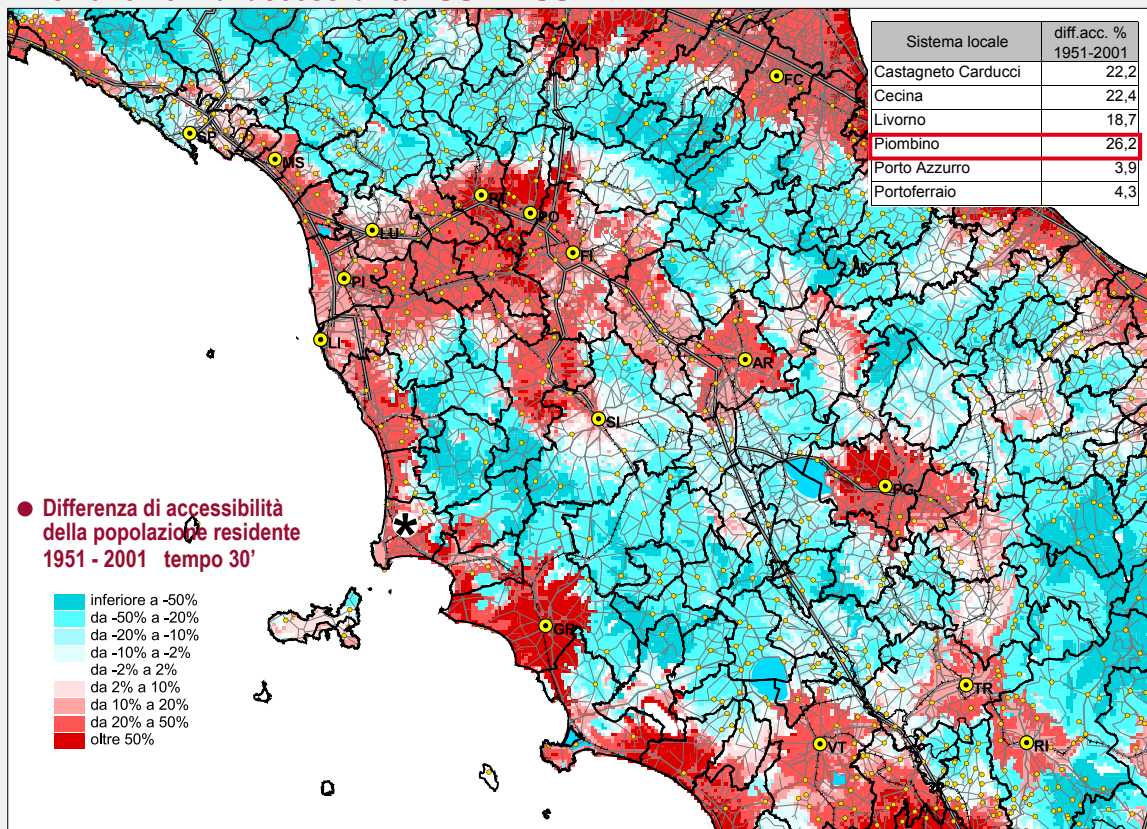 Sistema locale
diff.acc. %
1951-2001
Castagneto Carducci 22,2
Cecina 22,4
Livorno 18,7
Piombino 26,2
Porto Azzurro 3,9
Portoferraio 4,3
FC
SP
MS
PT
PO
LU
FI
PI
LI
AR
SI
PG
*
Differenza di accessibilità
della popolazione residente
1951 - 2001 tempo 30'
inferiore a -50%
da -50% a -20%
da -20% a -10%
da -10% a -2%
da -2% a 2%
da 2% a 10%
da 10% a 20%
da 20% a 50%
oltre 50%
GR
TR
VT
RI